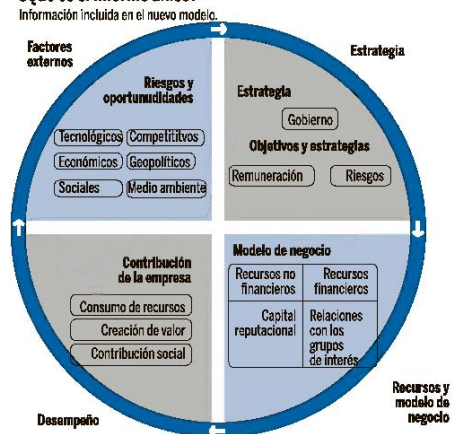 Información incluida en el nuevo modelo.
Factores
externos
Estrategia
Riesgos y
oportunudidades
Tecnológicos Competititvos
Económicos Geopolíticos
Sociales Medio ambiente
Estrategia
Gobierno
Objetivos y estrategias
Remuneración Riesgos
Contribución
de la empresa
Consumo de recursos
Creación de valor
Contribución social
Modelo de negocio
Recursos no
financieros
Recursos
financieros
Capital
reputacional
Relaciones
con los
grupos
de interés
Desempeño
Recursos y
modelo de
negocio